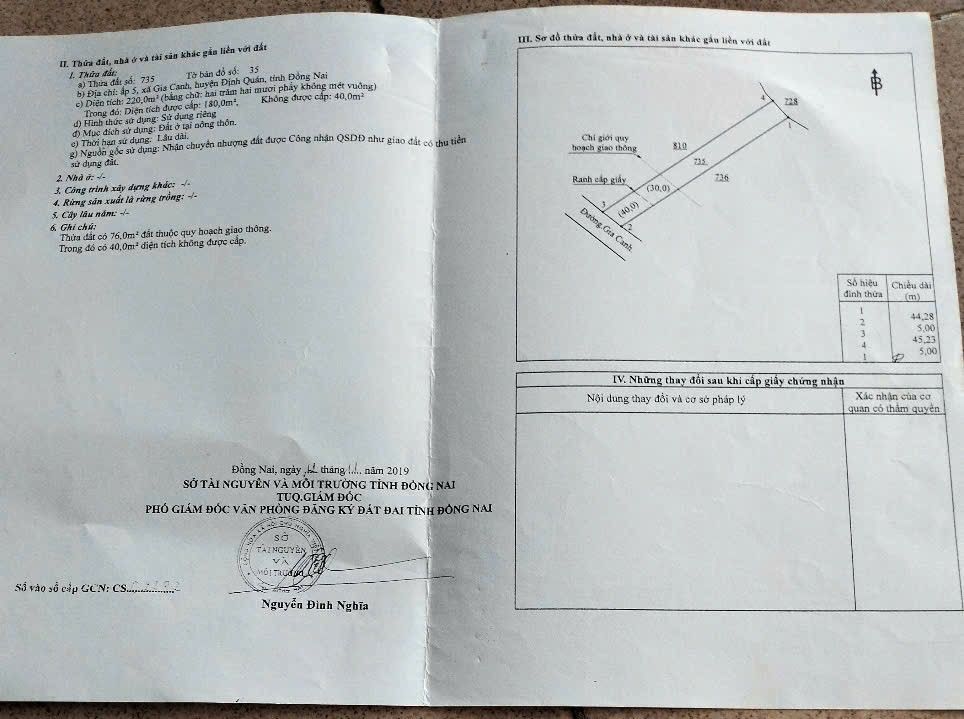 II. Thửa đất, nhà ở và tài sản khác gắn liền với đất
1. Thửa đất:
a) Thửa đất số: 735 Tờ bản đồ số: 35
b) Địa chỉ: ấp 5, xã Gia Canh, huyện Định Quán, tỉnh Đồng Nai
c) Diện tích: 220,0m² (bằng chữ: hai trăm hai mươi phẩy không mét vuông)
Trong đó: Diện tích được cấp: 180,0m², Không được cấp: 40,0m²
d) Hình thức sử dụng: Sử dụng riêng
đ) Mục đích sử dụng: Đất ở tại nông thôn.
e) Thời hạn sử dụng: Lâu dài.
g) Nguồn gốc sử dụng: Nhận chuyển nhượng đất được Công nhận QSDĐ như giao đất có thu tiền
sử dụng đất.
2. Nhà ở: -/-
3. Công trình xây dựng khác: -/-
4. Rừng sản xuất là rừng trồng: -/-
5. Cây lâu năm: -/-
6. Ghi chú:
Thửa đất có 76,0m² đất thuộc quy hoạch giao thông.
Trong đó có 40,0m² diện tích không được cấp.
Đồng Nai, ngày tháng năm 2019
SỞ TÀI NGUYÊN VÀ MÔI TRƯỜNG TỈNH ĐỒNG NAI
TUQ.GIÁM ĐỐC
PHÓ GIÁM ĐỐC VĂN PHÒNG ĐĂNG KÝ ĐẤT ĐAI TỈNH ĐỒNG NAI
SỞ
TÀI NGUYÊN
VÀ
MÔI TRƯỜNG
Số vào sổ cấp GCN: CS
Nguyễn Đình Nghĩa
III. Sơ đồ thửa đất, nhà ở và tài sản khác gắn liền với đất
B
4
728
1
Chỉ giới quy
hoạch giao thông
810
735
736
Ranh cấp giấy
(30,0)
3
(40,0)
2
Đường Gia Canh
Số hiệu
đỉnh thửa
Chiều dài
(m)
1
44,28
2
5,00
3
45,23
4
5,00
1
IV. Những thay đổi sau khi cấp giấy chứng nhận
Nội dung thay đổi và cơ sở pháp lý
Xác nhận của cơ
quan có thẩm quyền